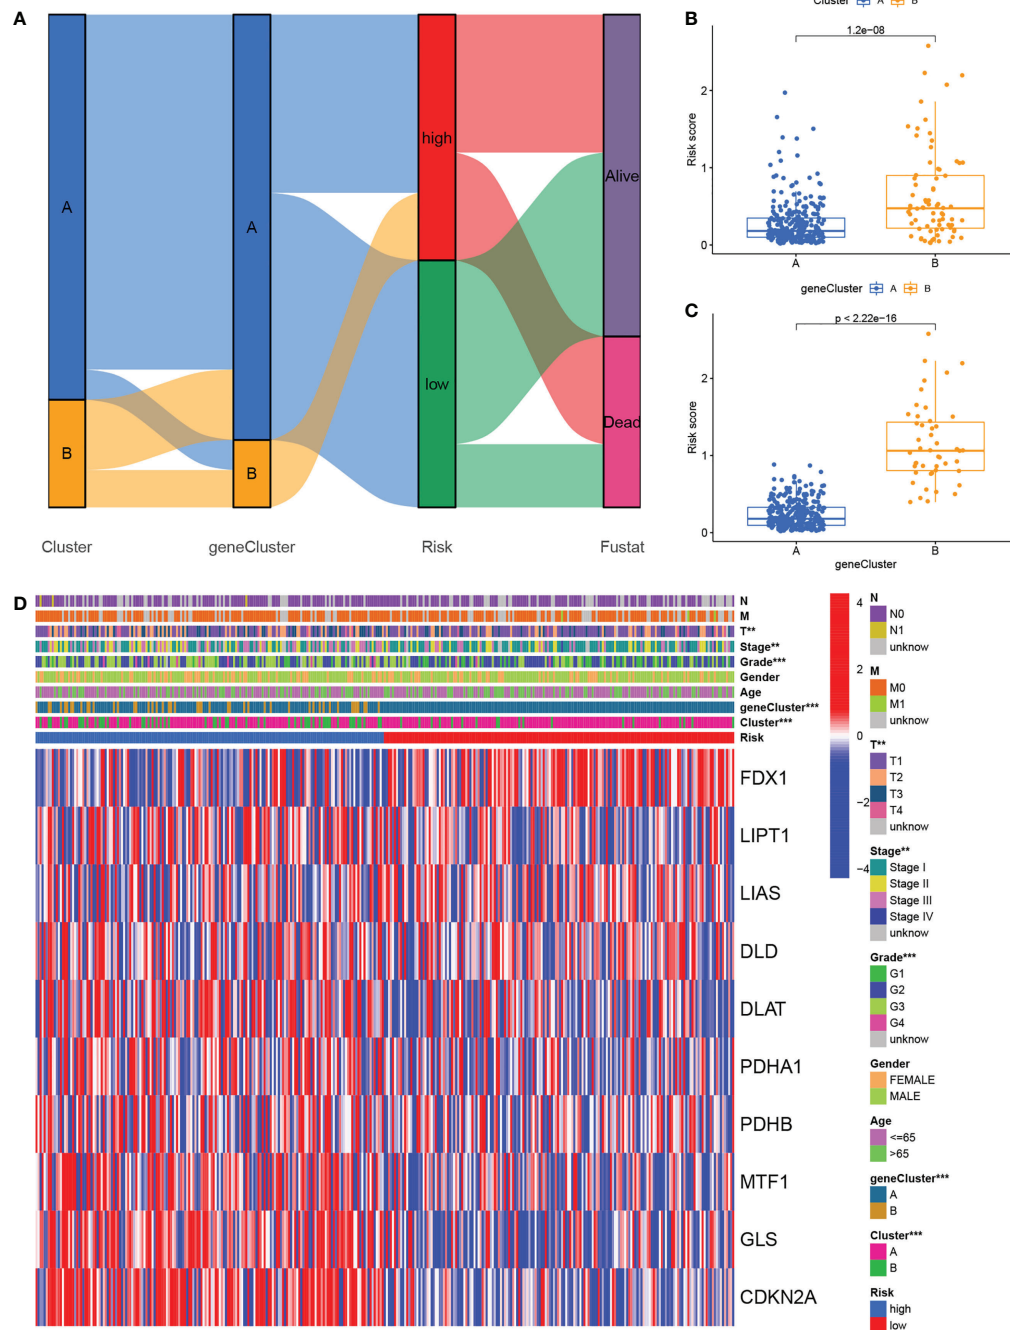 A
A
B
A
B
high
low
Alive
Dead
Cluster
geneCluster
Risk
Fustat
B
Cluster A B
1.2e−08
Risk score
2
1
0
A
B
geneCluster A B
C
p < 2.22e−16
Risk score
2
1
0
A
B
geneCluster
D
N
M
T**
Stage**
Grade***
Gender
Age
geneCluster***
Cluster***
Risk
FDX1
LIPT1
LIAS
DLD
DLAT
PDHA1
PDHB
MTF1
GLS
CDKN2A
4
2
0
−2
−4
N
N0
N1
unknow
M
M0
M1
unknow
T**
T1
T2
T3
T4
unknow
Stage**
Stage I
Stage II
Stage III
Stage IV
unknow
Grade***
G1
G2
G3
G4
unknow
Gender
FEMALE
MALE
Age
<=65
>65
geneCluster***
A
B
Cluster***
A
B
Risk
high
low